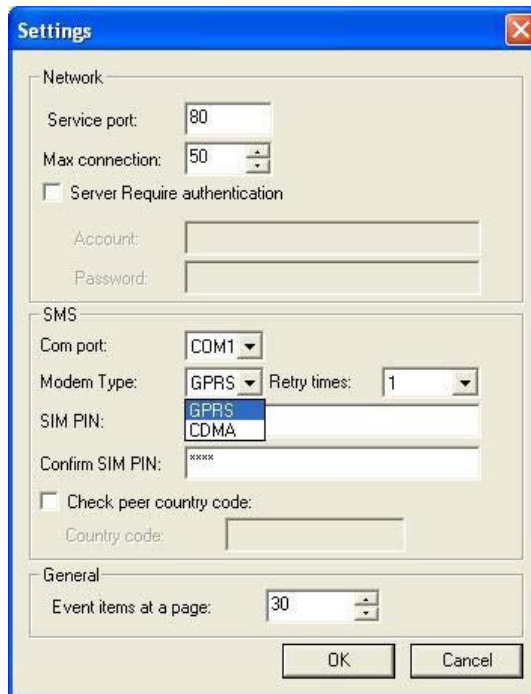 Settings
Network
Service port: 80
Max connection: 50
Server Require authentication
Account:
Password:
SMS
Com port: COM1
Modem Type: GPRS Retry times: 1
GPRS
SIM PIN:
CDMA
Confirm SIM PIN: ****
Check peer country code:
Country code:
General
Event items at a page: 30
OK Cancel